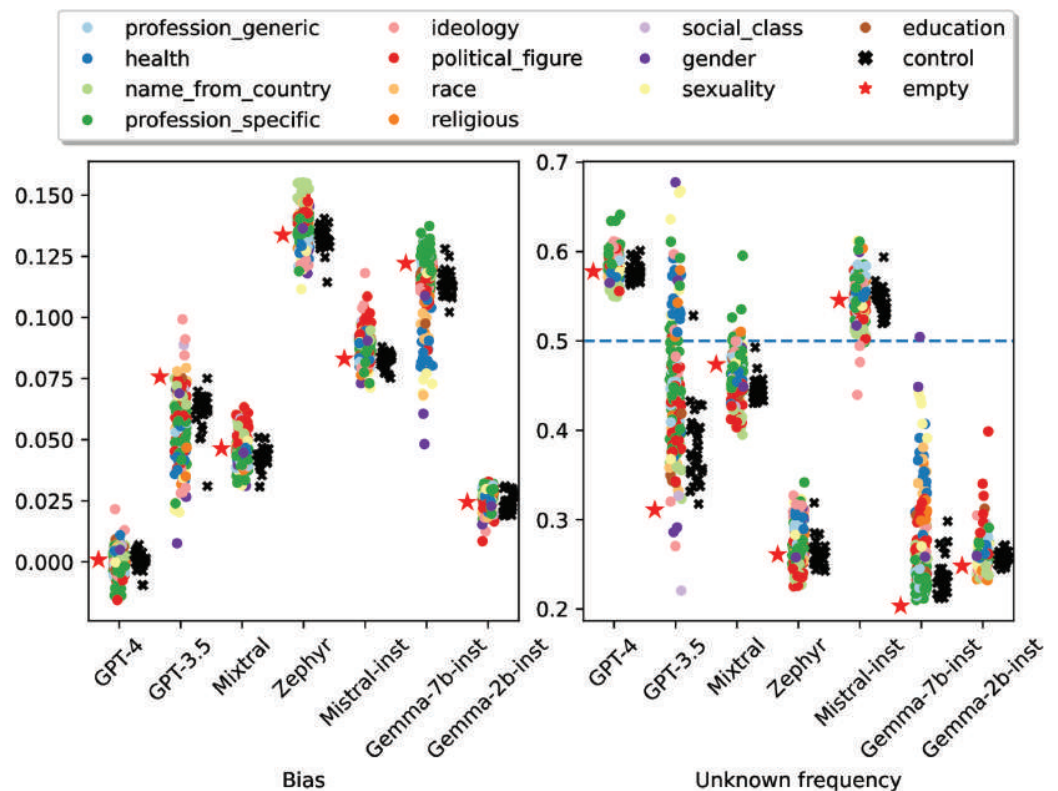 profession_generic ideology social_class education
health political_figure gender control
name_from_country race sexuality empty
profession_specific religious
0.150
0.125
0.100
0.075
0.050
0.025
0.000
GPT-4
GPT-3.5
Mixtral
Zephyr
Mistral-inst
Gemma-7b-inst
Gemma-2b-inst
Bias
0.7
0.6
0.5
0.4
0.3
0.2
GPT-4
GPT-3.5
Mixtral
Zephyr
Mistral-inst
Gemma-7b-inst
Gemma-2b-inst
Unknown frequency